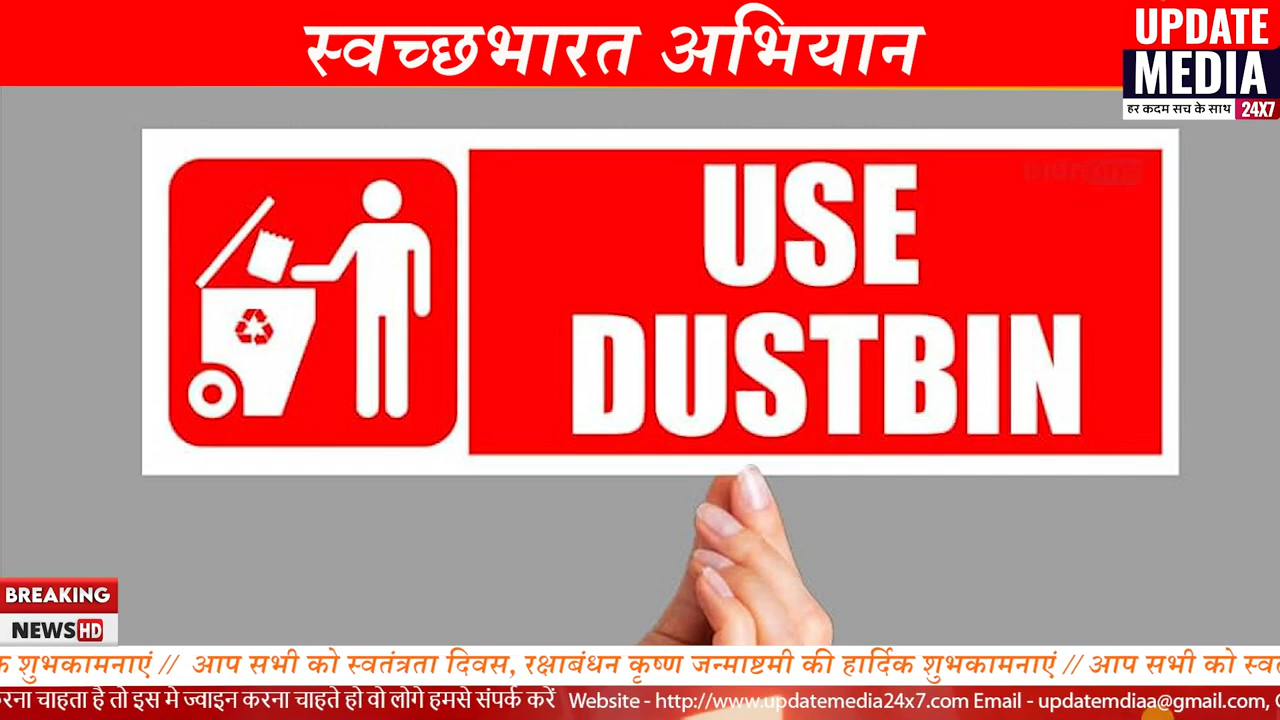 स्वच्छभारत अभियान
UPDATE
MEDIA
हर कदम सच के साथ 24X7
USE
DUSTBIN
BREAKING
NEWS HD
शुभकामनाएं // आप सभी को स्वतंत्रता दिवस, रक्षाबंधन कृष्ण जन्माष्टमी की हार्दिक शुभकामनाएं // आप सभी को
चाहता है तो इस मे ज्वाइन करना चाहते हो वो लोगे हमसे संपर्क करें Website - http://www.updatemedia24x7.com Email - updatemdiaa@gmail.com,